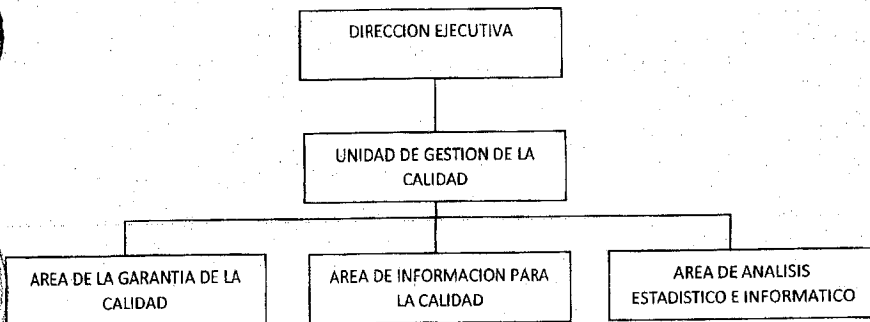 DIRECCION EJECUTIVA
UNIDAD DE GESTION DE LA
CALIDAD
AREA DE LA GARANTIA DE LA
CALIDAD
AREA DE INFORMACION PARA
LA CALIDAD
AREA DE ANALISIS
ESTADISTICO E INFORMATICO